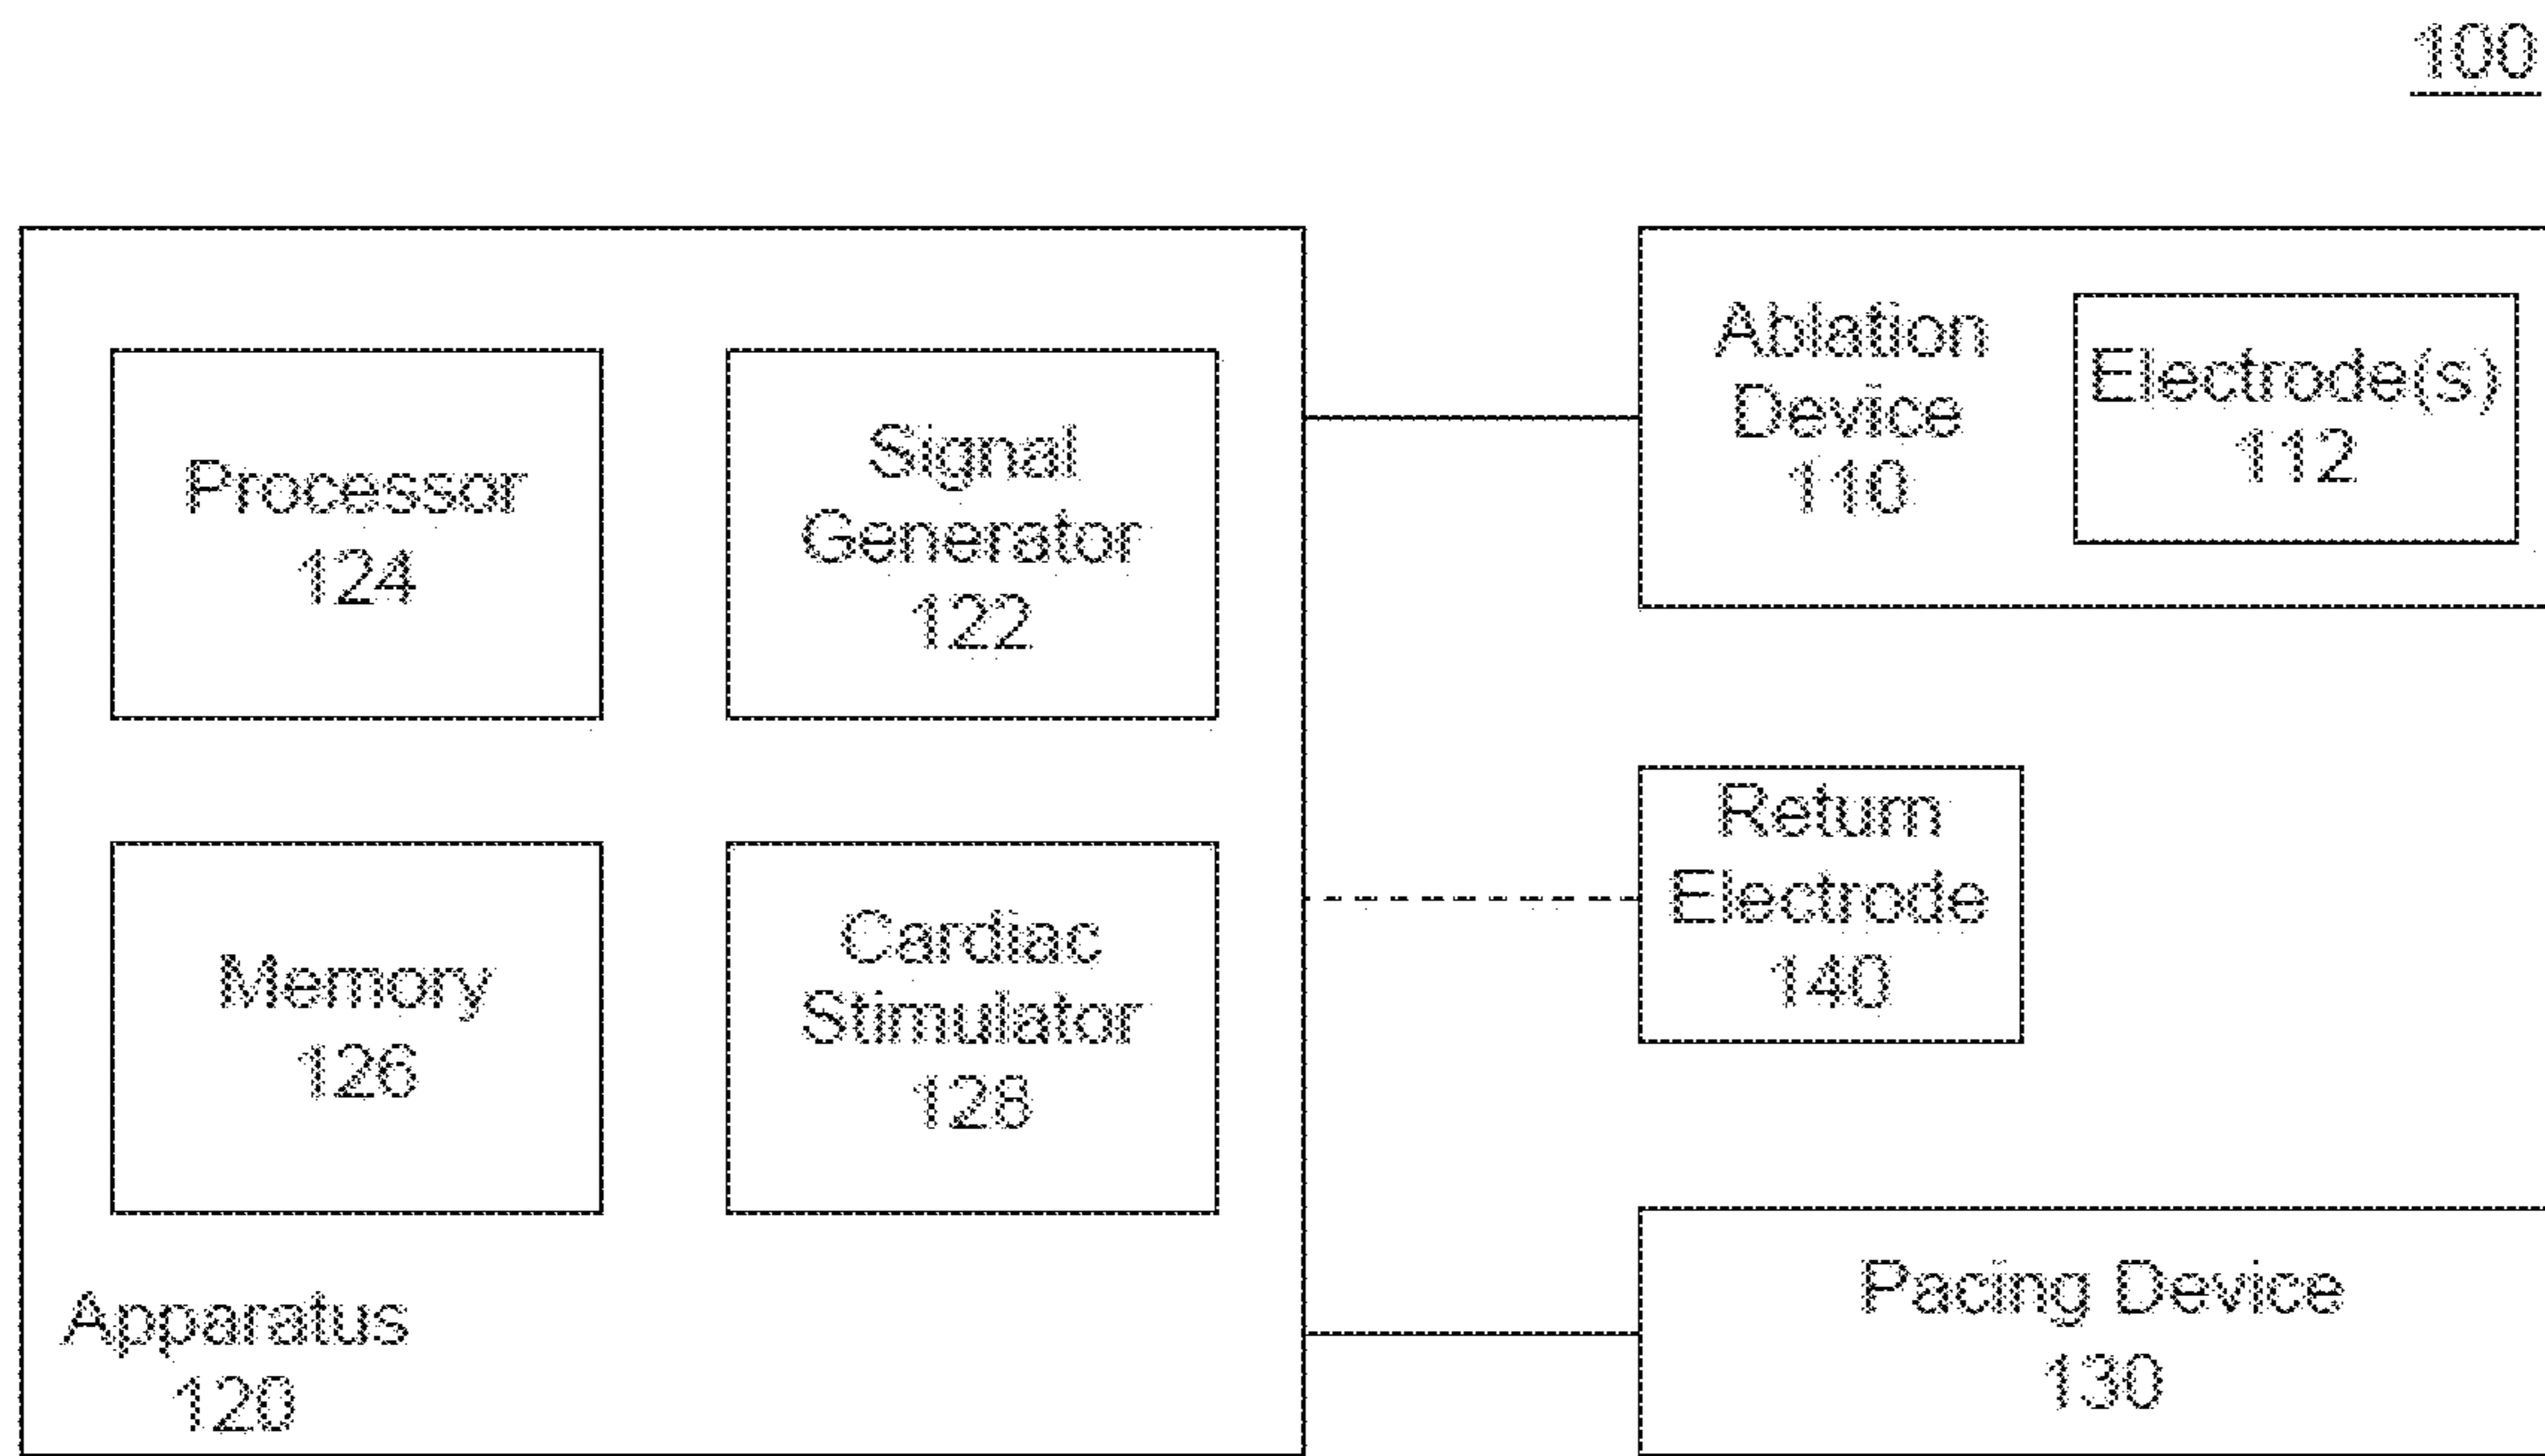 100
Processor
124
Signal
Generator
122
Memory
126
Cardiac
Stimulator
128
Apparatus
120
Ablation
Device
110
Electrode(s)
112
Return
Electrode
140
Pacing Device
130